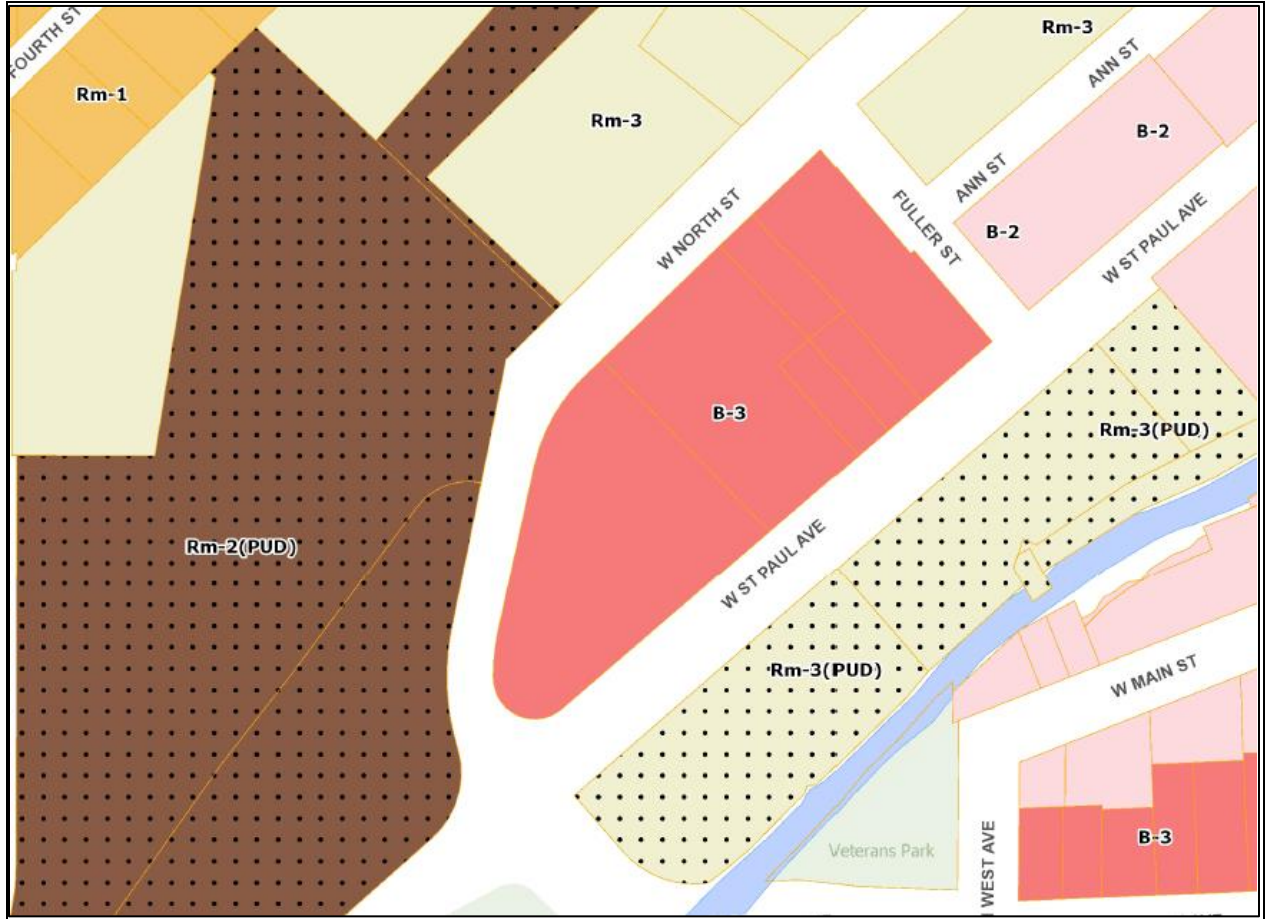 FOURTH ST
Rm-1
Rm-3
Rm-3
ANN ST
B-2
ANN ST
FULLER ST
B-2
W NORTH ST
W ST PAUL AVE
B-3
Rm-3(PUD)
Rm-2(PUD)
W ST PAUL AVE
Rm-3(PUD)
W MAIN ST
Veterans Park
WEST AVE
B-3